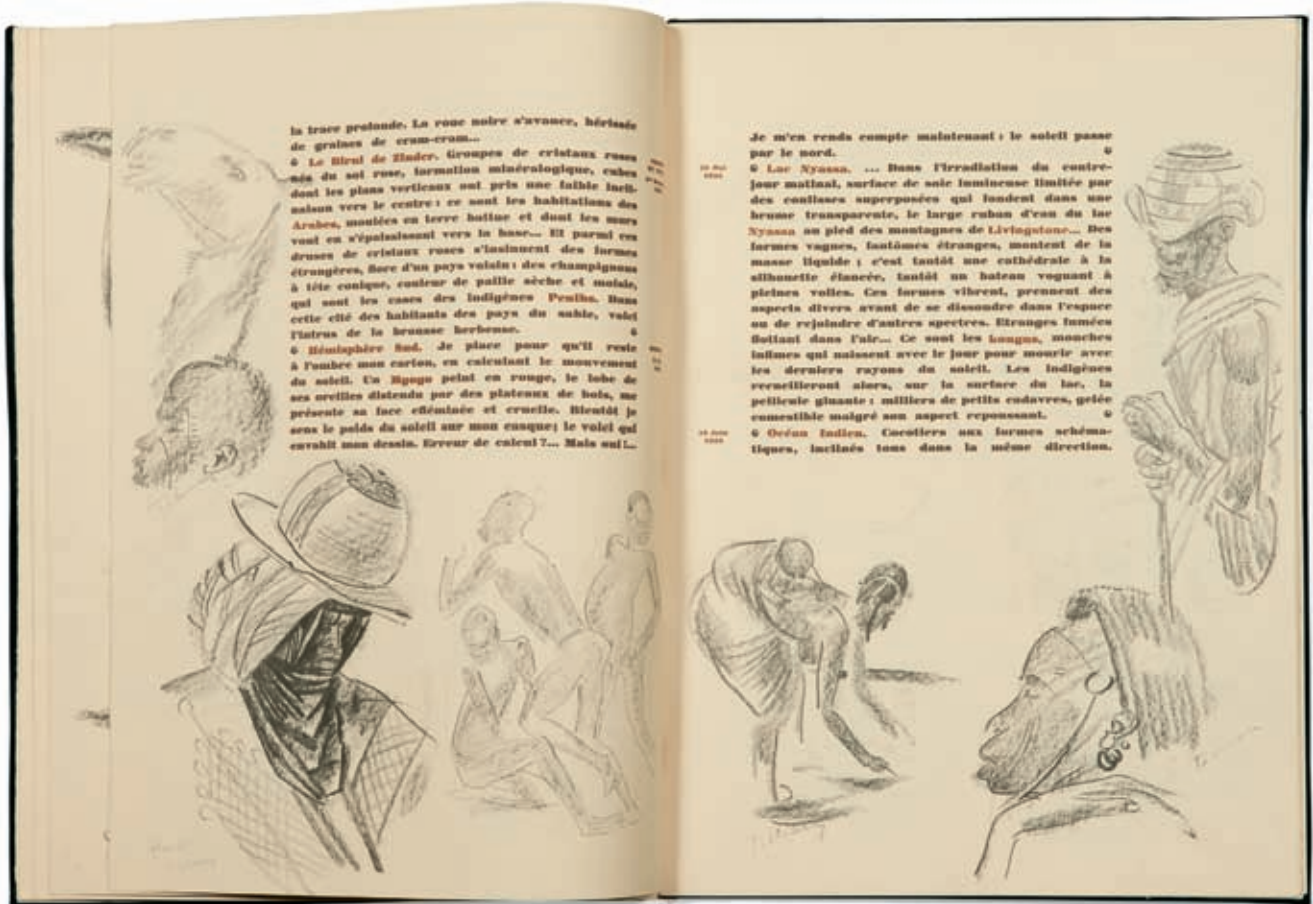 la trace profonde. La roue noire s'avance, hérissée
de graines de cram-cram...
Le Birni de Zinder. Groupes de cristaux roses
nés du sol rose, formation minéralogique, cubes
dont les plans verticaux ont pris une faible incli-
naison vers le centre : ce sont les habitations des
Arabes, moulées en terre battue et dont les murs
vont en s'épaississant vers la base... Et parmi ces
druses de cristaux roses s'insinuent des formes
étrangères, flore d'un pays voisin : des champignons
à tête conique, couleur de paille sèche et moisie,
qui sont les cases des indigènes Peulhs. Dans
cette cité des habitants des pays du sable, voici
l'intrus de la brousse herbeuse.
Hémisphère Sud. Je place pour qu'il reste
à l'ombre mon carton, en calculant le mouvement
du soleil. Un Mgogo peint en rouge, le lobe de
ses oreilles distendu par des plateaux de bois, me
présente sa face efféminée et cruelle. Bientôt je
sens le poids du soleil sur mon casque; le voici qui
envahit mon dessin. Erreur de calcul ?... Mais oui !...
Je m'en rends compte maintenant : le soleil passe
par le nord.
Lac Nyassa. ... Dans l'irradiation du contre-
jour matinal, surface de soie lumineuse limitée par
des coulisses superposées qui fondent dans une
brume transparente, le large ruban d'eau du lac
Nyassa au pied des montagnes de Livingstone... Des
formes vagues, fantômes étranges, montent de la
masse liquide ; c'est tantôt une cathédrale à la
silhouette élancée, tantôt un bateau voguant à
pleines voiles. Ces formes vibrent, prennent des
aspects divers avant de se dissoudre dans l'espace
ou de rejoindre d'autres spectres. Etranges fumées
flottant dans l'air... Ce sont les kungus, mouches
infimes qui naissent avec le jour pour mourir avec
les derniers rayons du soleil. Les indigènes
recueilleront alors, sur la surface du lac, la
pellicule gluante : milliers de petits cadavres, gelée
comestible malgré son aspect repoussant.
Océan Indien. Cocotiers aux formes schéma-
tiques, inclinés tous dans la même direction.